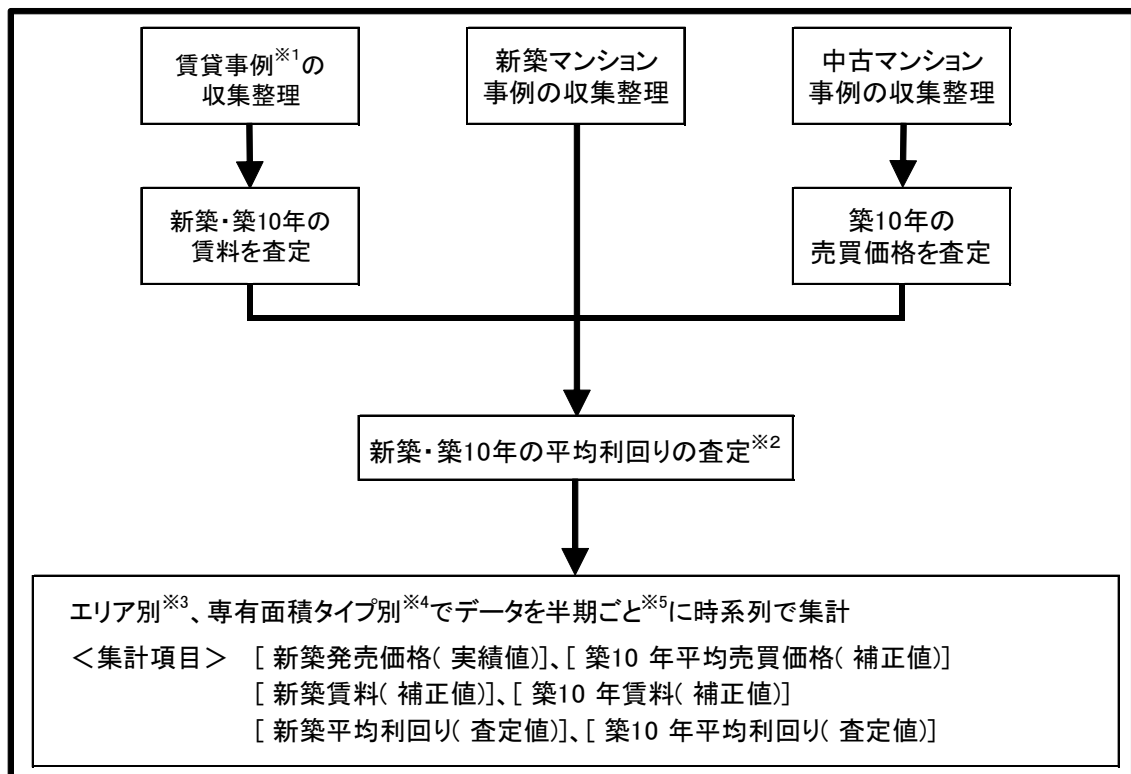 賃貸事例※1の
収集整理
新築マンション
事例の収集整理
中古マンション
事例の収集整理
新築・築10年の
賃料を査定
築10年の
売買価格を査定
新築・築10年の平均利回りの査定※2
エリア別※3、専有面積タイプ別※4でデータを半期ごと※5に時系列で集計
＜集計項目＞ [ 新築発売価格( 実績値)]、[ 築10 年平均売買価格( 補正値)]
[ 新築賃料( 補正値)]、[ 築10 年賃料( 補正値)]
[ 新築平均利回り( 査定値)]、[ 築10 年平均利回り( 査定値)]